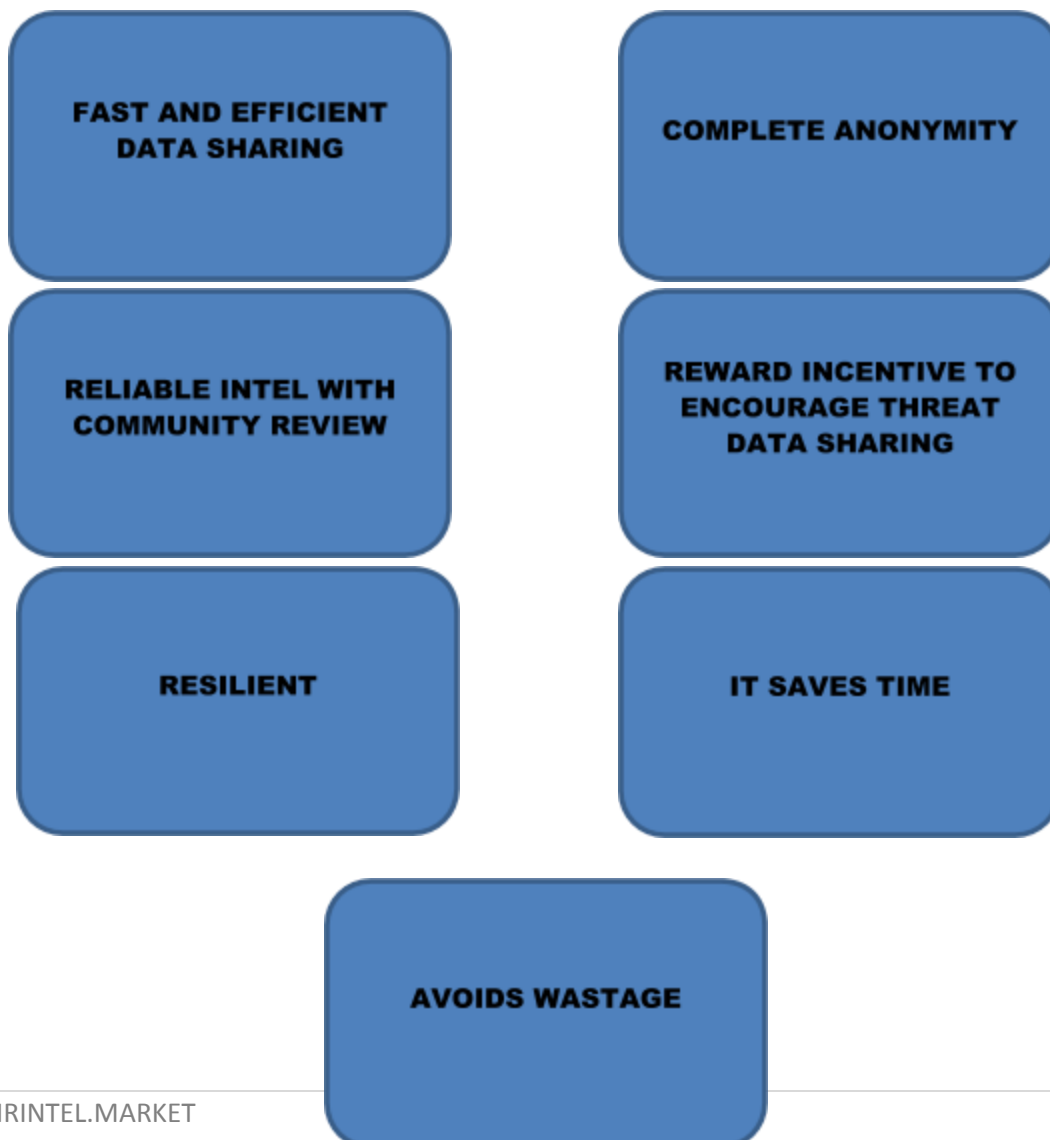 FAST AND EFFICIENT
DATA SHARING
COMPLETE ANONYMITY
RELIABLE INTEL WITH
COMMUNITY REVIEW
REWARD INCENTIVE TO
ENCOURAGE THREAT
DATA SHARING
RESILIENT
IT SAVES TIME
AVOIDS WASTAGE